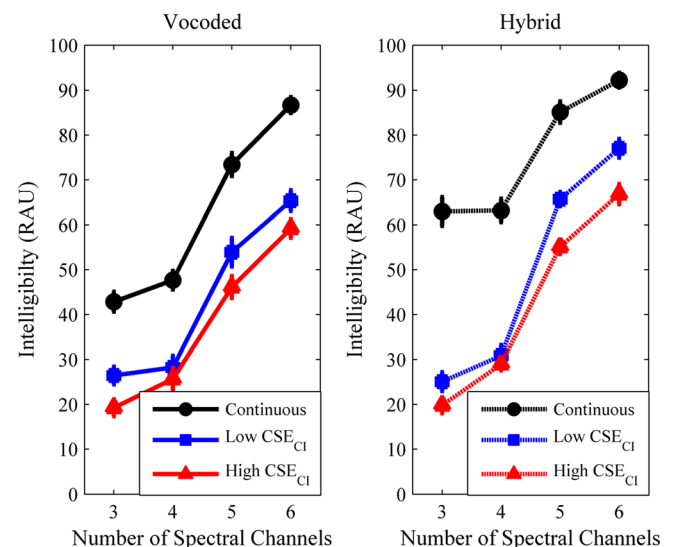 Vocoded
Hybrid
Intelligibilty (RAU)
100
90
80
70
60
50
40
30
20
10
0
3 4 5 6
Number of Spectral Channels
Continuous
Low CSE_CI
High CSE_CI
Intelligibilty (RAU)
100
90
80
70
60
50
40
30
20
10
0
3 4 5 6
Number of Spectral Channels
Continuous
Low CSE_CI
High CSE_CI